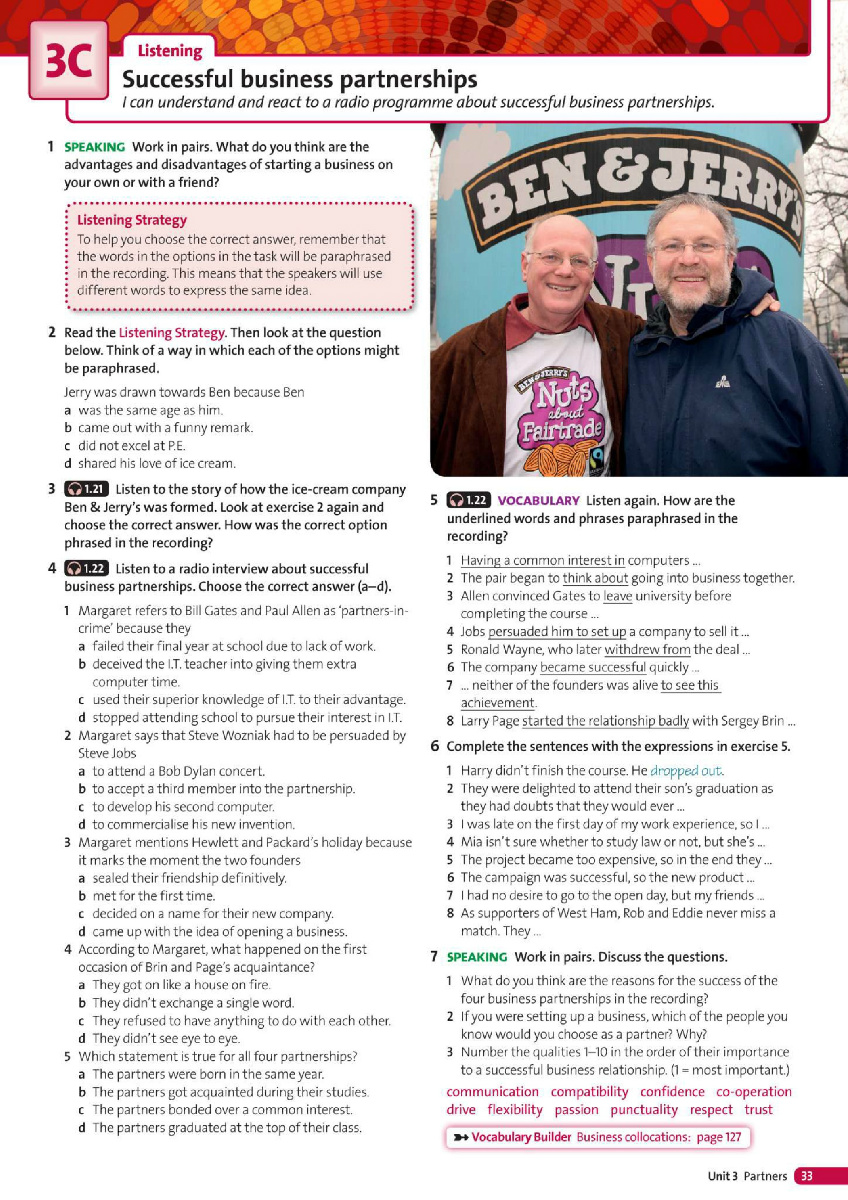 3C
Listening
Successful business partnerships
I can understand and react to a radio programme about successful business partnerships.
1 SPEAKING Work in pairs. What do you think are the
advantages and disadvantages of starting a business on
your own or with a friend?
Listening Strategy
To help you choose the correct answer, remember that
the words in the options in the task will be paraphrased
in the recording. This means that the speakers will use
different words to express the same idea.
2 Read the Listening Strategy. Then look at the question
below. Think of a way in which each of the options might
be paraphrased.
Jerry was drawn towards Ben because Ben
a was the same age as him.
b came out with a funny remark.
c did not excel at P.E.
d shared his love of ice cream.
3 1.21 Listen to the story of how the ice-cream company
Ben & Jerry's was formed. Look at exercise 2 again and
choose the correct answer. How was the correct option
phrased in the recording?
4 1.22 Listen to a radio interview about successful
business partnerships. Choose the correct answer (a–d).
1 Margaret refers to Bill Gates and Paul Allen as 'partners-in-
crime' because they
a failed their final year at school due to lack of work.
b deceived the I.T. teacher into giving them extra
computer time.
c used their superior knowledge of I.T. to their advantage.
d stopped attending school to pursue their interest in I.T.
2 Margaret says that Steve Wozniak had to be persuaded by
Steve Jobs
a to attend a Bob Dylan concert.
b to accept a third member into the partnership.
c to develop his second computer.
d to commercialise his new invention.
3 Margaret mentions Hewlett and Packard's holiday because
it marks the moment the two founders
a sealed their friendship definitively.
b met for the first time.
c decided on a name for their new company.
d came up with the idea of opening a business.
4 According to Margaret, what happened on the first
occasion of Brin and Page's acquaintance?
a They got on like a house on fire.
b They didn't exchange a single word.
c They refused to have anything to do with each other.
d They didn't see eye to eye.
5 Which statement is true for all four partnerships?
a The partners were born in the same year.
b The partners got acquainted during their studies.
c The partners bonded over a common interest.
d The partners graduated at the top of their class.
BEN & JERRY'S
BEN & JERRY'S
Nuts
about
Fairtrade
5 1.22 VOCABULARY Listen again. How are the
underlined words and phrases paraphrased in the
recording?
1 Having a common interest in computers ...
2 The pair began to think about going into business together.
3 Allen convinced Gates to leave university before
completing the course ...
4 Jobs persuaded him to set up a company to sell it ...
5 Ronald Wayne, who later withdrew from the deal ...
6 The company became successful quickly ...
7 ... neither of the founders was alive to see this
achievement.
8 Larry Page started the relationship badly with Sergey Brin ...
6 Complete the sentences with the expressions in exercise 5.
1 Harry didn't finish the course. He dropped out.
2 They were delighted to attend their son's graduation as
they had doubts that they would ever ...
3 I was late on the first day of my work experience, so I ...
4 Mia isn't sure whether to study law or not, but she's ...
5 The project became too expensive, so in the end they ...
6 The campaign was successful, so the new product ...
7 I had no desire to go to the open day, but my friends ...
8 As supporters of West Ham, Rob and Eddie never miss a
match. They ...
7 SPEAKING Work in pairs. Discuss the questions.
1 What do you think are the reasons for the success of the
four business partnerships in the recording?
2 If you were setting up a business, which of the people you
know would you choose as a partner? Why?
3 Number the qualities 1–10 in the order of their importance
to a successful business relationship. (1 = most important.)
communication compatibility confidence co-operation
drive flexibility passion punctuality respect trust
Vocabulary Builder Business collocations: page 127
Unit 3 Partners 33